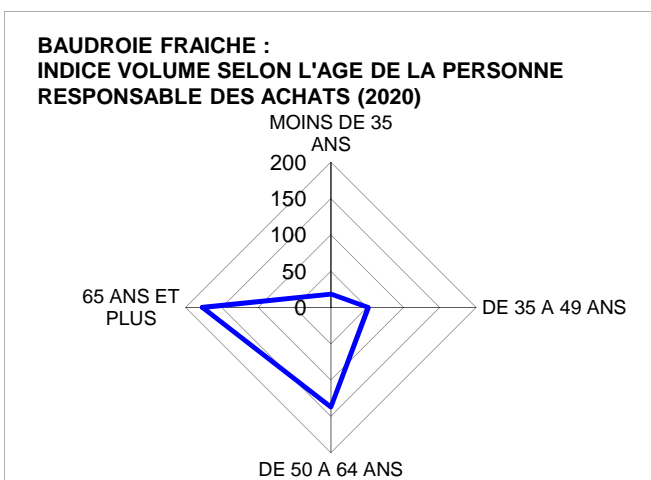 BAUDROIE FRAICHE :
INDICE VOLUME SELON L'AGE DE LA PERSONNE
RESPONSABLE DES ACHATS (2020)
MOINS DE 35
ANS
200
150
100
50
0
65 ANS ET
PLUS
DE 35 A 49 ANS
DE 50 A 64 ANS